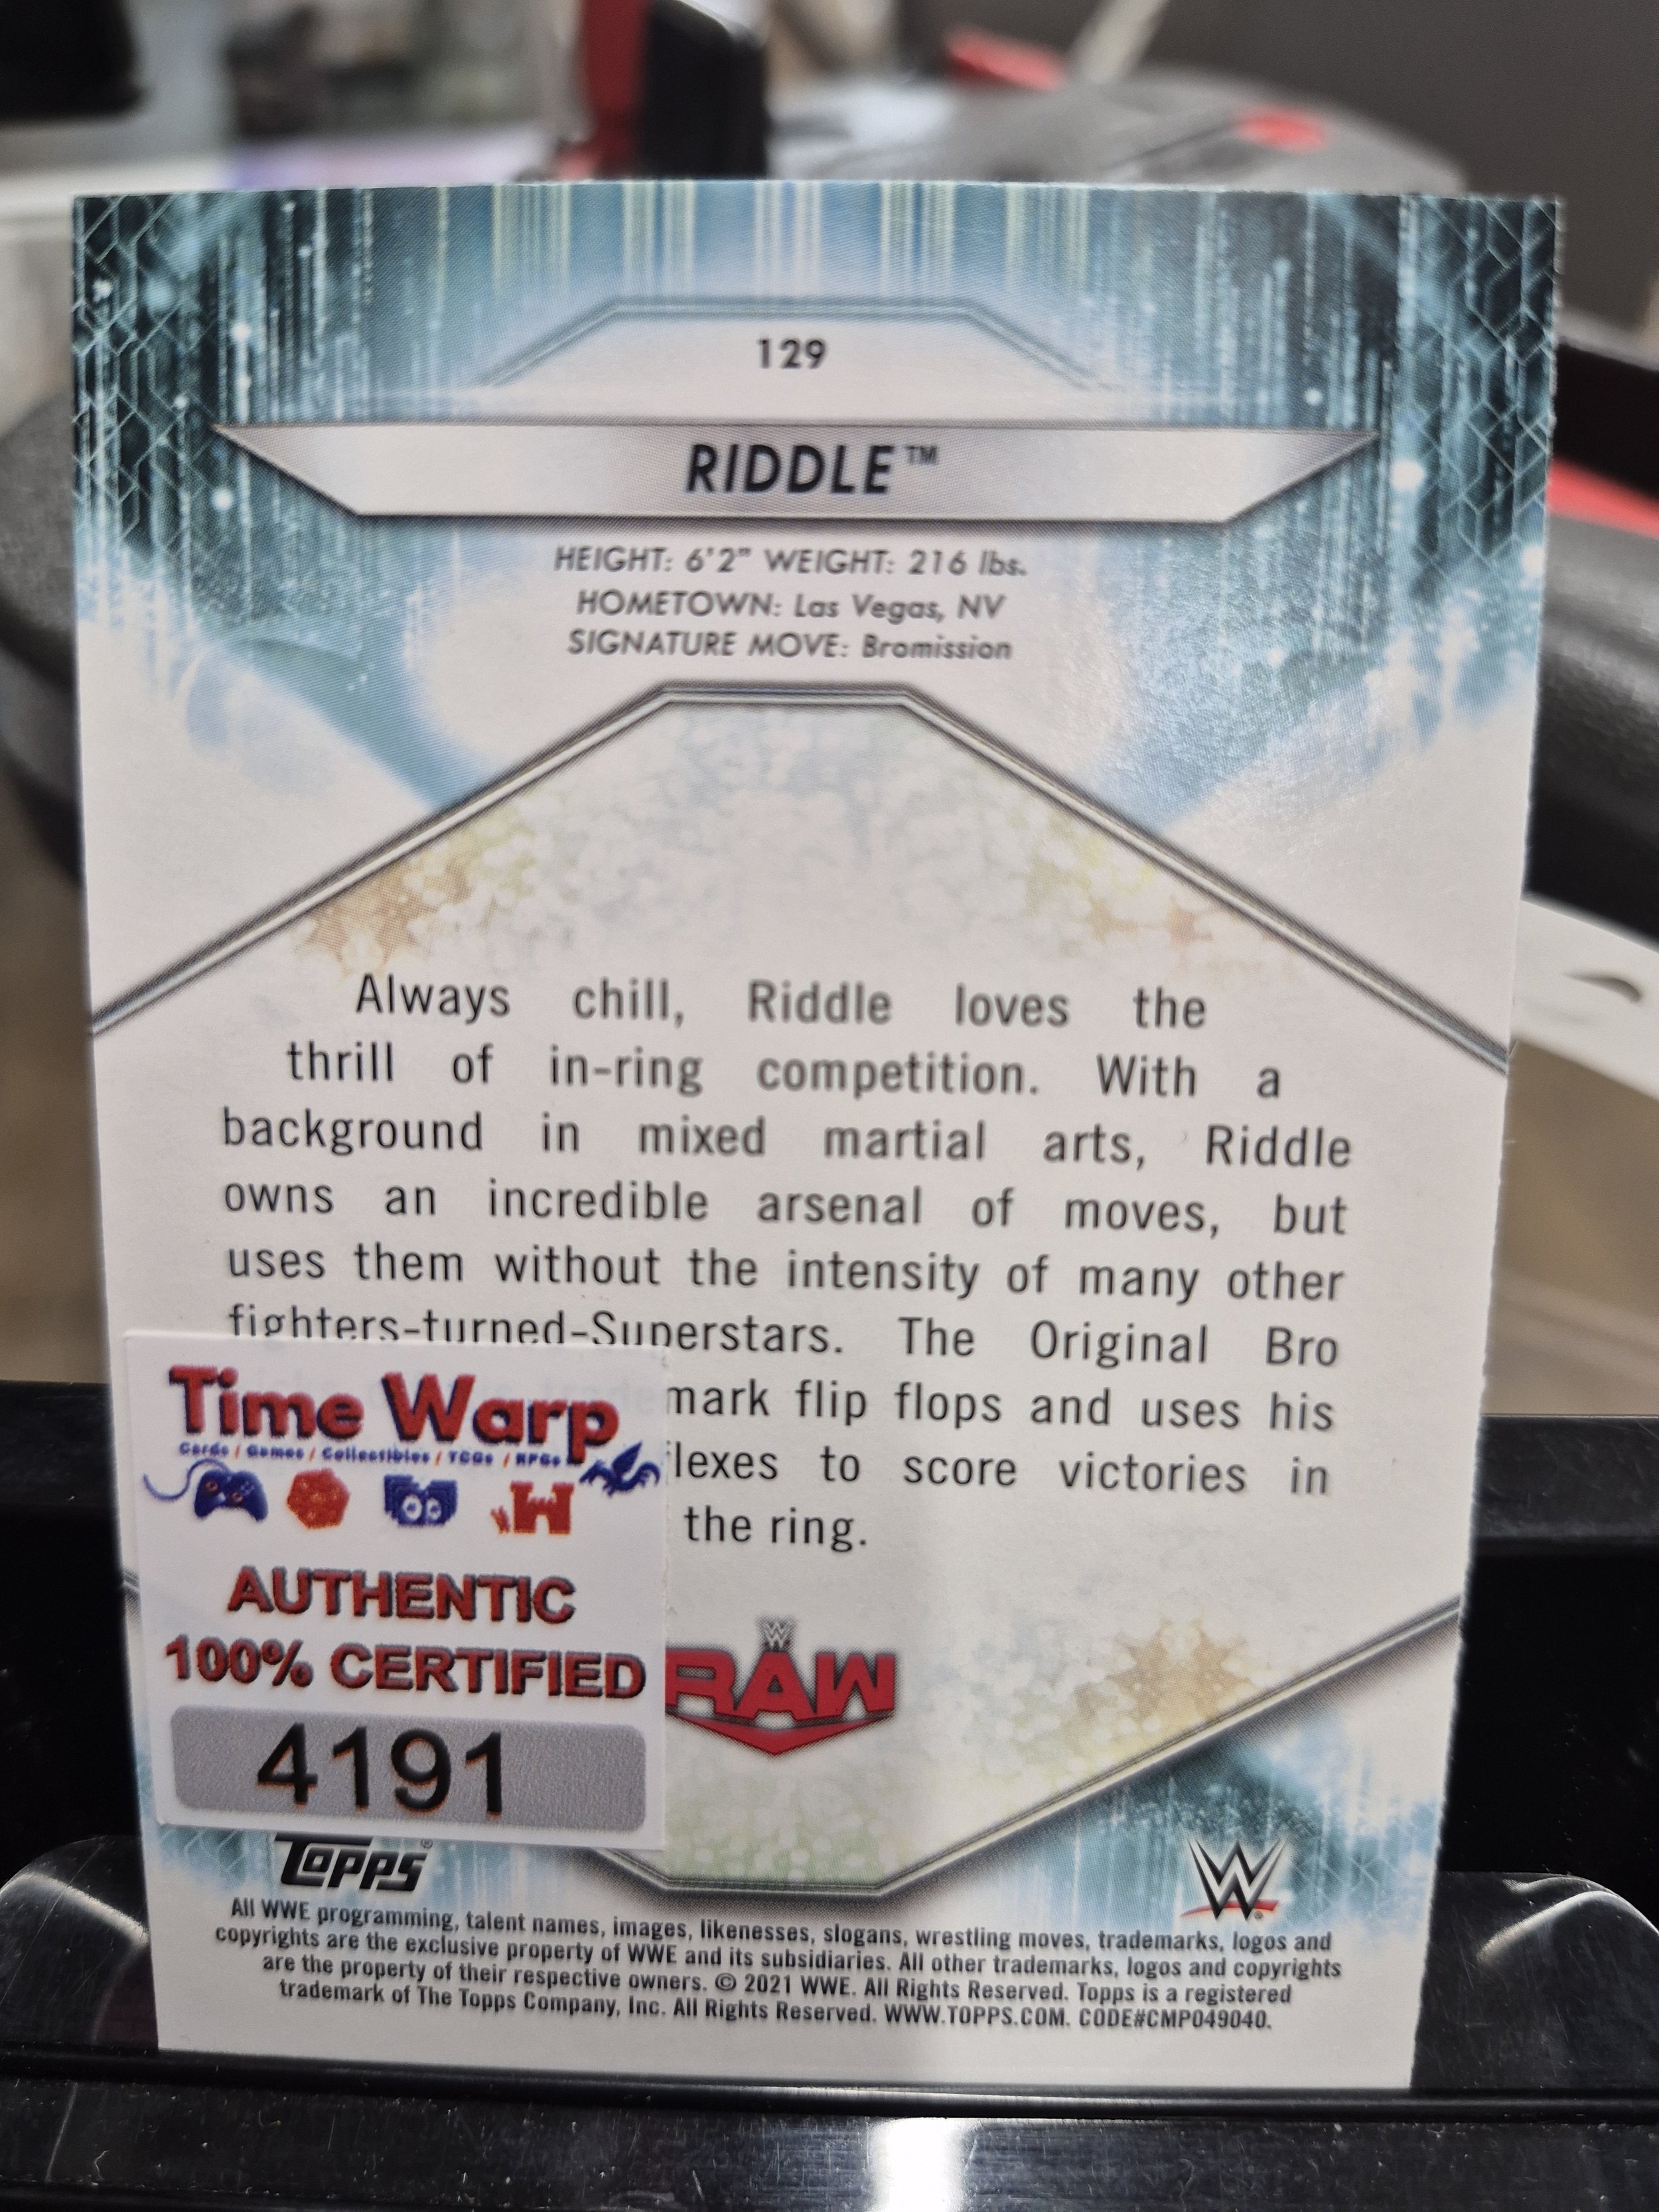 129
RIDDLE™
HEIGHT: 6'2" WEIGHT: 216 lbs.
HOMETOWN: Las Vegas, NV
SIGNATURE MOVE: Bromission
Always chill, Riddle loves the
thrill of in-ring competition. With a
background in mixed martial arts, Riddle
owns an incredible arsenal of moves, but
uses them without the intensity of many other
fighters-turned-Superstars. The Original Bro
mark flip flops and uses his
lexes to score victories in
the ring.
Time Warp
Cards / Games / Collectibles / TCGs / RPGs
AUTHENTIC
100% CERTIFIED
4191
W
RAW
TOPPS®
W
All WWE programming, talent names, images, likenesses, slogans, wrestling moves, trademarks, logos and
copyrights are the exclusive property of WWE and its subsidiaries. All other trademarks, logos and copyrights
are the property of their respective owners. © 2021 WWE. All Rights Reserved. Topps is a registered
trademark of The Topps Company, Inc. All Rights Reserved. WWW.TOPPS.COM. CODE#CMP049040.